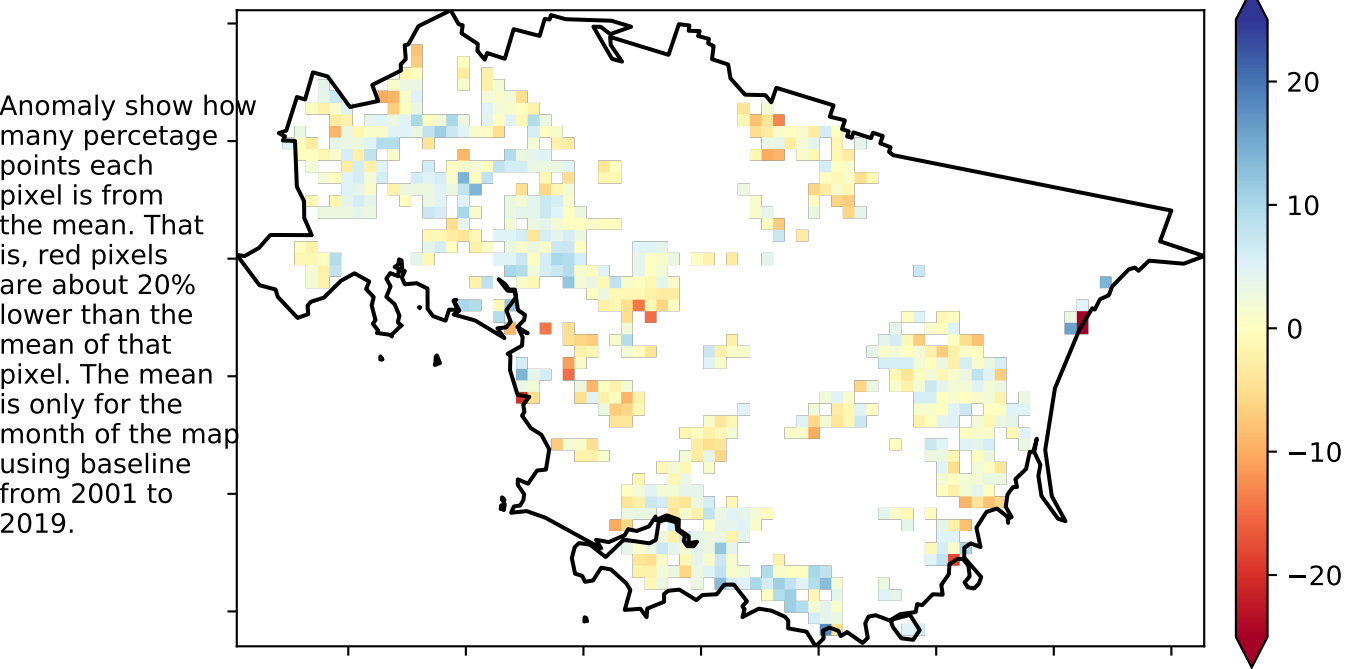 Anomaly show how
many percetage
points each
pixel is from
the mean. That
is, red pixels
are about 20%
lower than the
mean of that
pixel. The mean
is only for the
month of the map
using baseline
from 2001 to
2019.
20
10
0
−10
−20